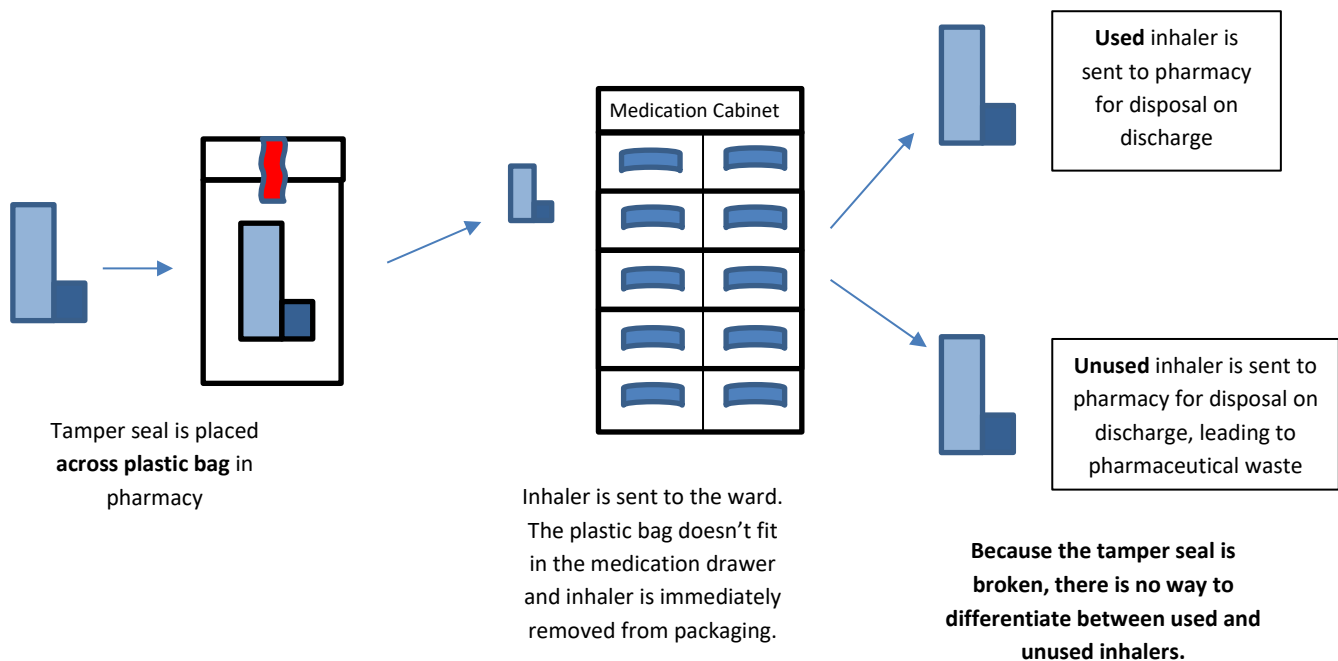 Tamper seal is placed
across plastic bag in
pharmacy
Medication Cabinet
Inhaler is sent to the ward.
The plastic bag doesn’t fit
in the medication drawer
and inhaler is immediately
removed from packaging.
Used inhaler is
sent to pharmacy
for disposal on
discharge
Unused inhaler is sent to
pharmacy for disposal on
discharge, leading to
pharmaceutical waste
Because the tamper seal is
broken, there is no way to
differentiate between used and
unused inhalers.